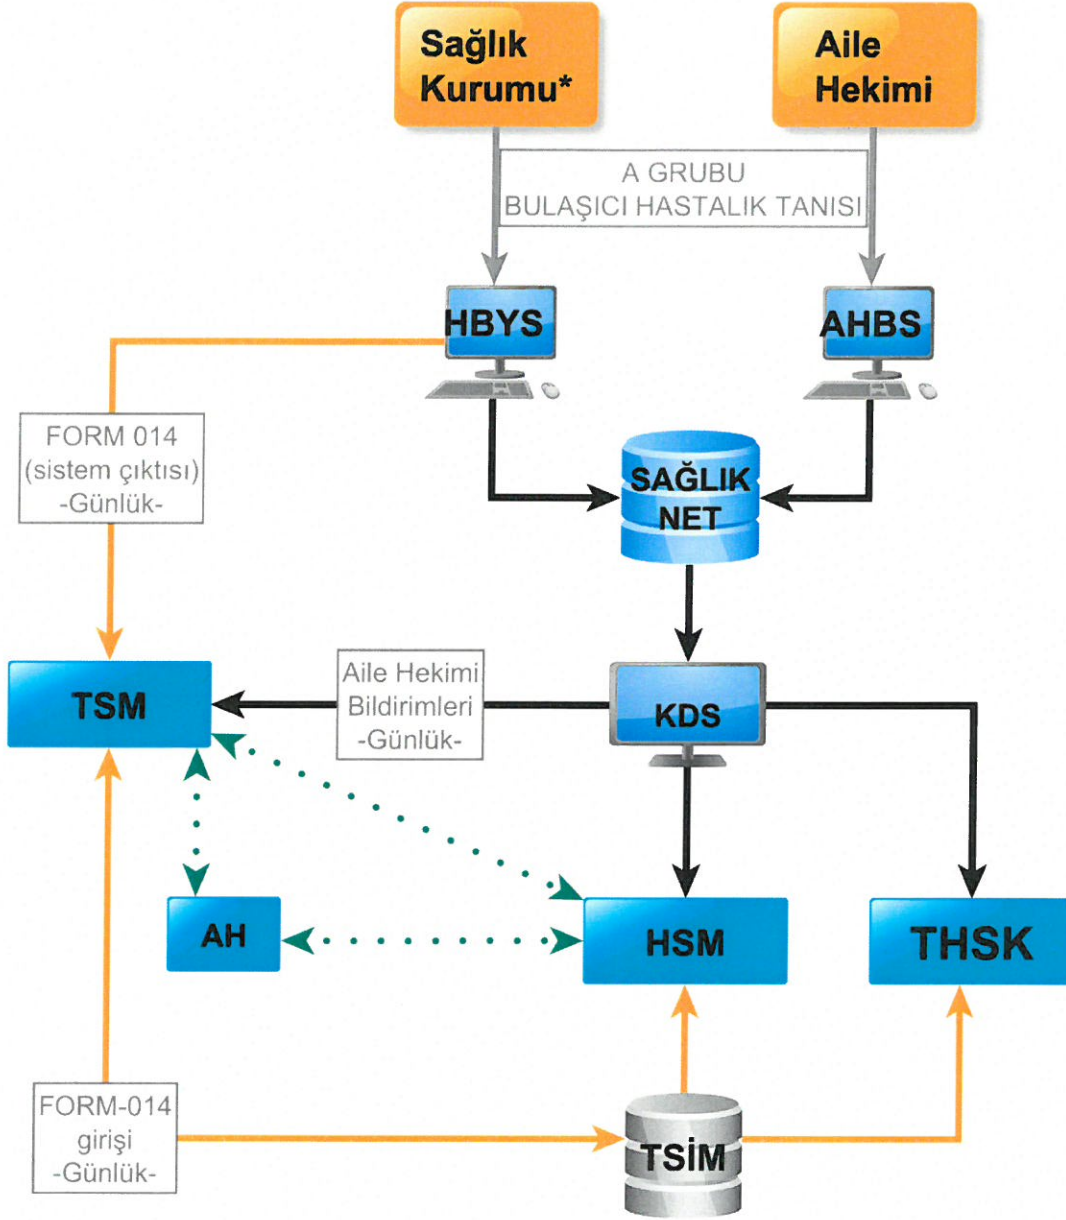 Sağlık
Kurumu*
Aile
Hekimi
A GRUBU
BULAŞICI HASTALIK TANISI
HBYS
AHBS
FORM 014
(sistem çıktısı)
-Günlük-
SAĞLIK
NET
TSM
Aile Hekimi
Bildirimleri
-Günlük-
KDS
AH
HSM
THSK
FORM-014
girişi
-Günlük-
TSİM